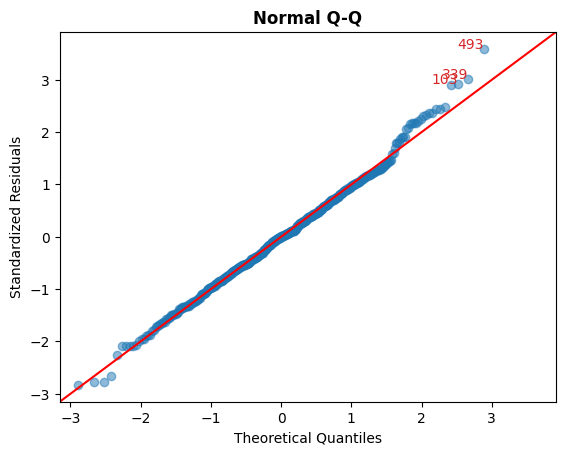 Normal Q-Q
493
339
103
3
2
1
0
−1
−2
−3
Standardized Residuals
−3 −2 −1 0 1 2 3
Theoretical Quantiles